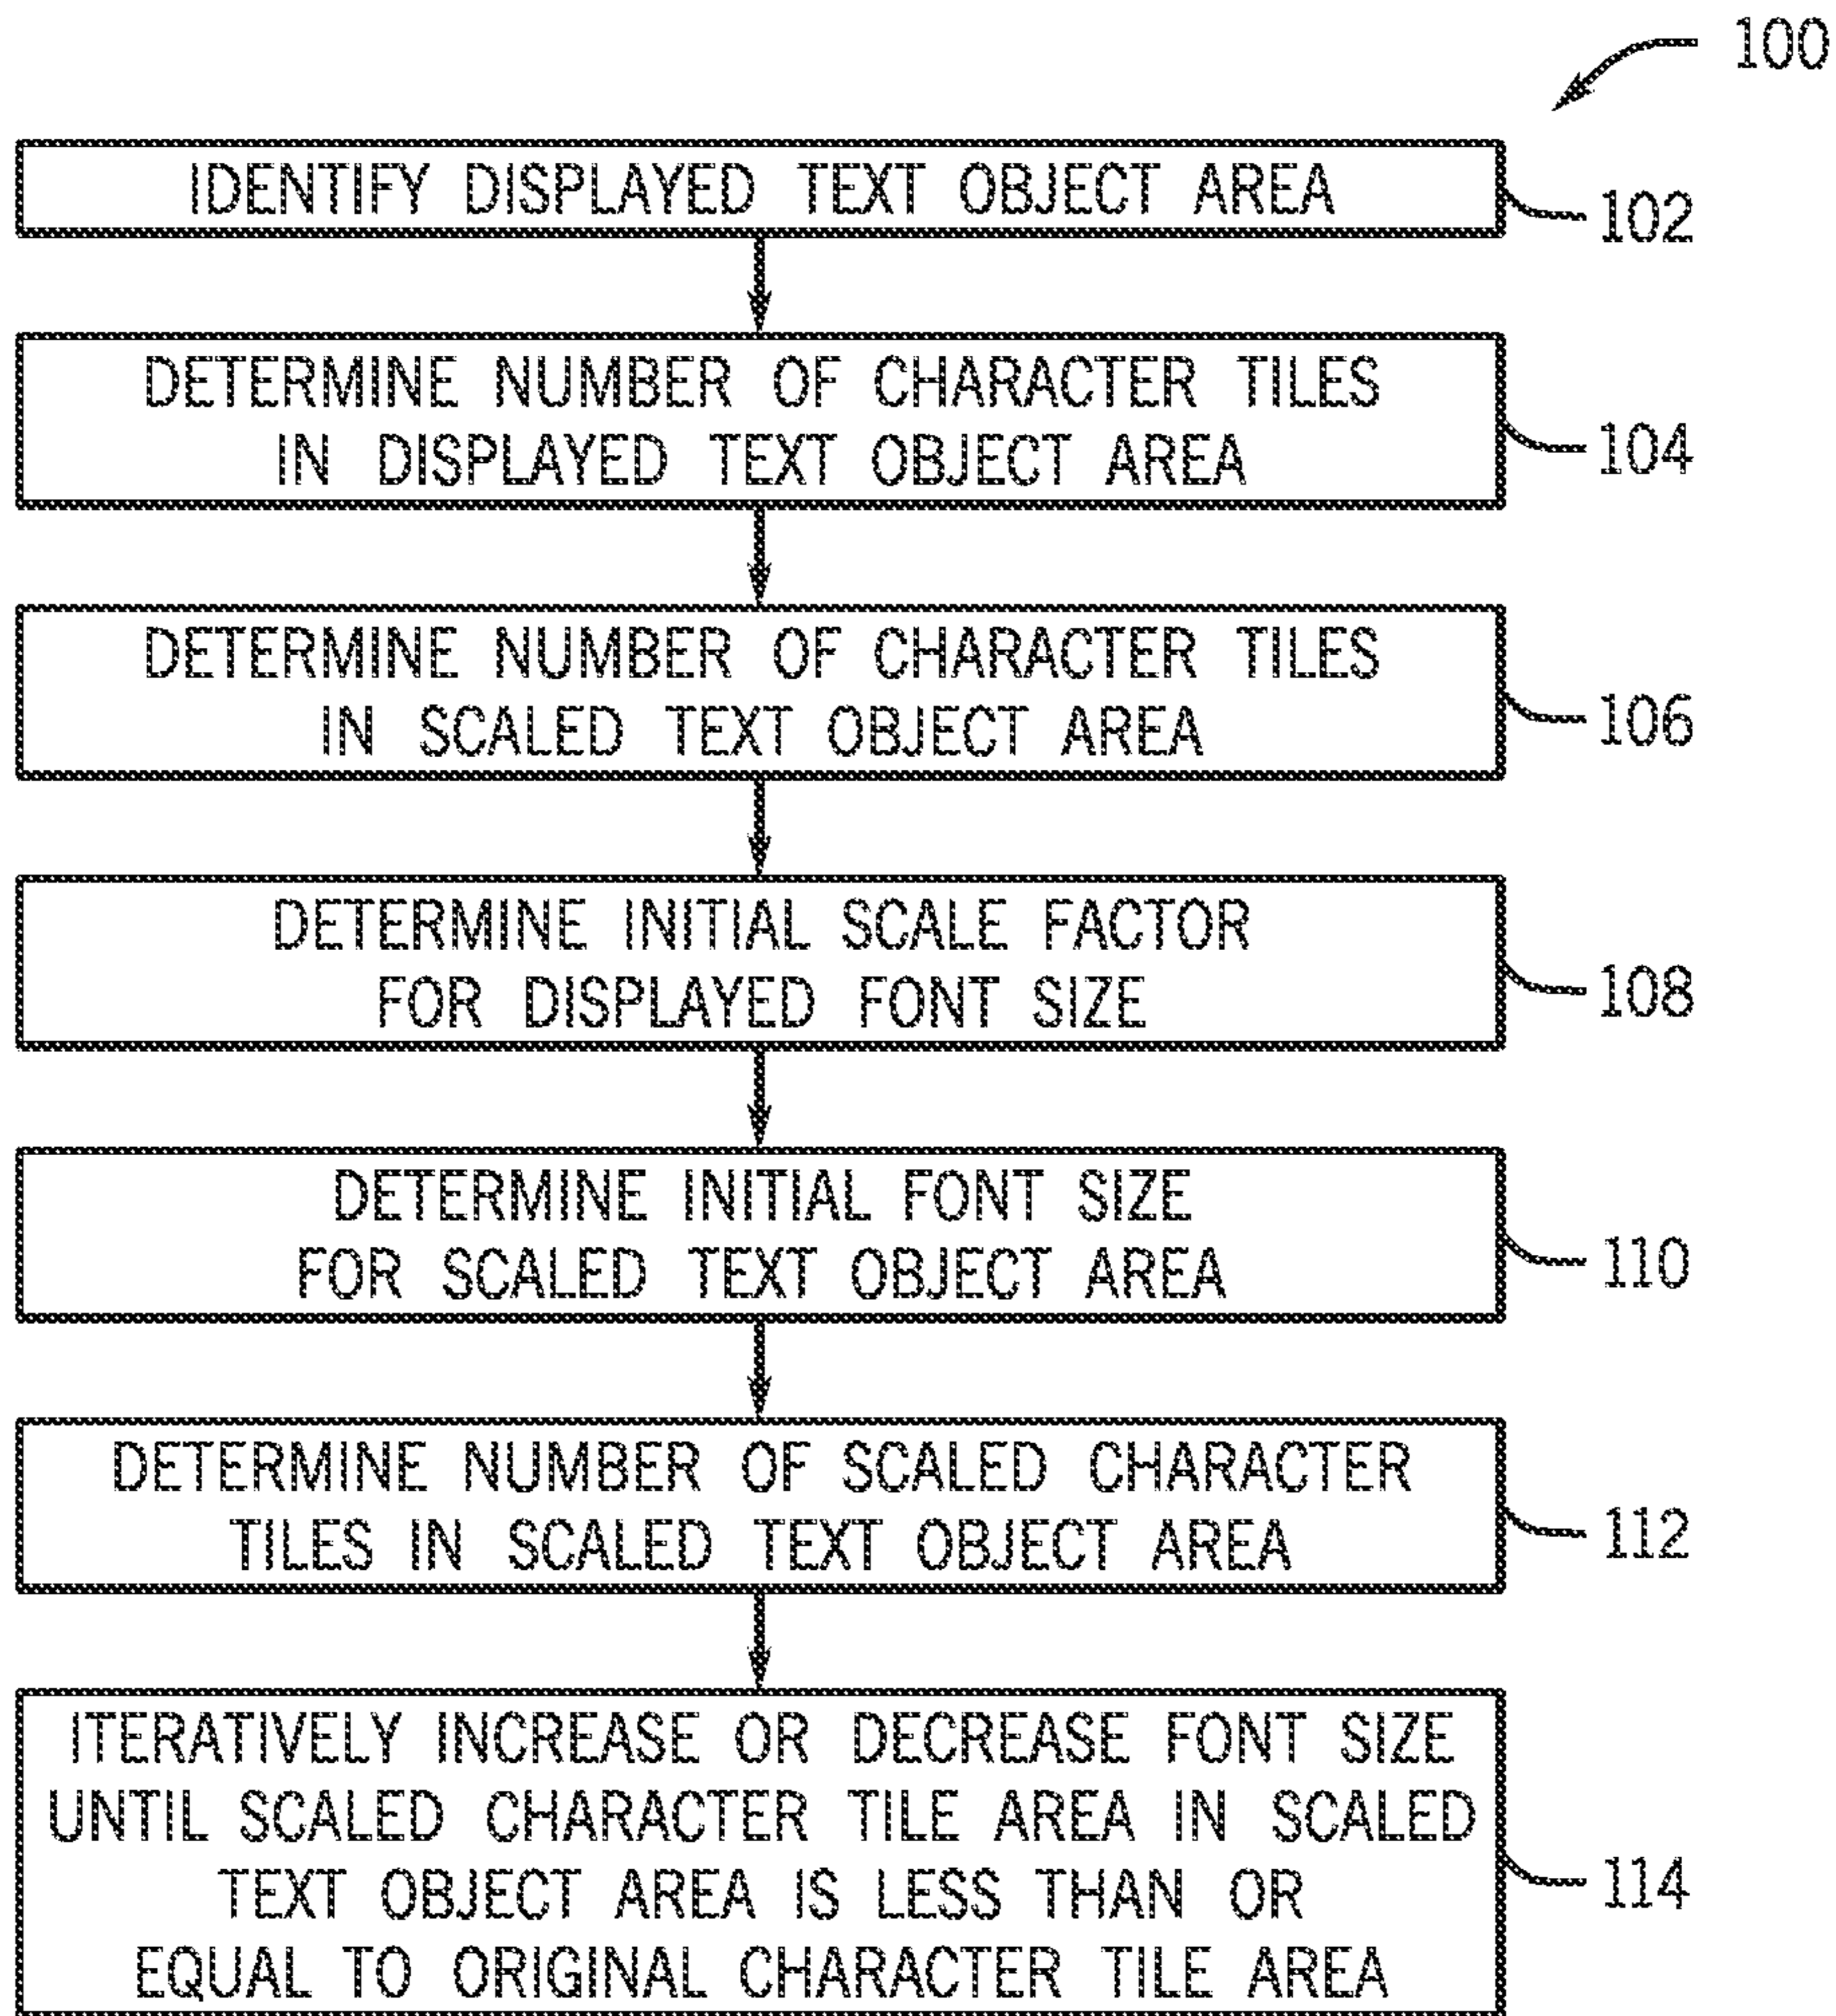 100
IDENTIFY DISPLAYED TEXT OBJECT AREA
102
DETERMINE NUMBER OF CHARACTER TILES
IN DISPLAYED TEXT OBJECT AREA
104
DETERMINE NUMBER OF CHARACTER TILES
IN SCALED TEXT OBJECT AREA
106
DETERMINE INITIAL SCALE FACTOR
FOR DISPLAYED FONT SIZE
108
DETERMINE INITIAL FONT SIZE
FOR SCALED TEXT OBJECT AREA
110
DETERMINE NUMBER OF SCALED CHARACTER
TILES IN SCALED TEXT OBJECT AREA
112
ITERATIVELY INCREASE OR DECREASE FONT SIZE
UNTIL SCALED CHARACTER TILE AREA IN SCALED
TEXT OBJECT AREA IS LESS THAN OR
EQUAL TO ORIGINAL CHARACTER TILE AREA
114